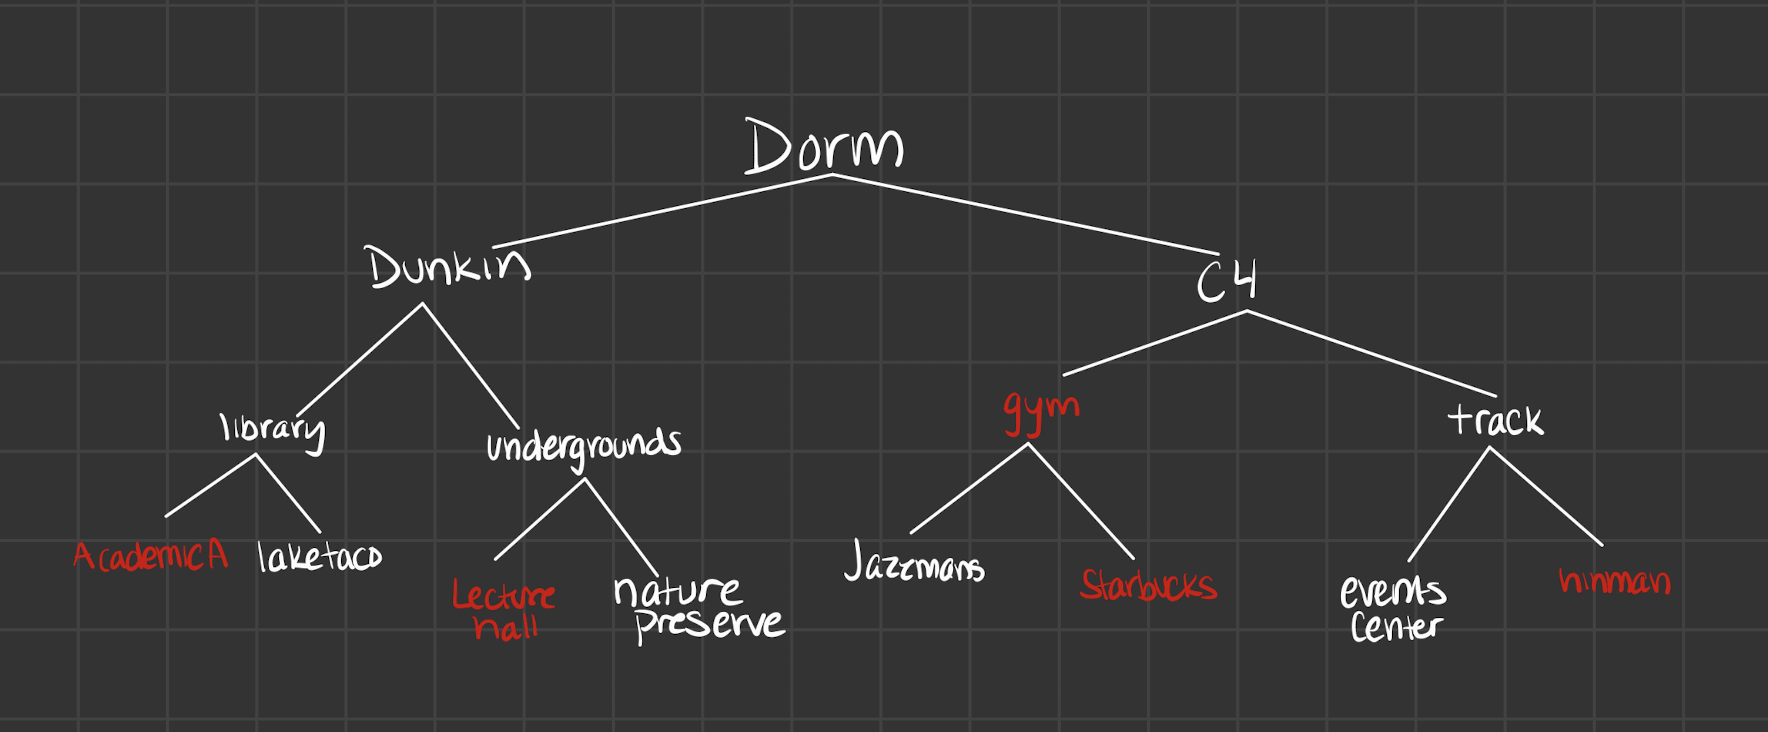 Dorm
Dunkin
C4
library
undergrounds
gym
track
AcademicA
laketaco
Lecture
hall
nature
preserve
Jazzmans
Starbucks
events
Center
hinman